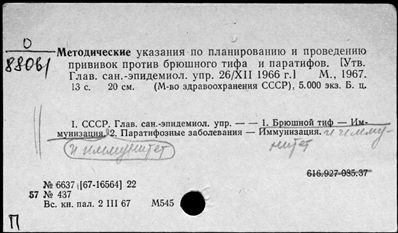 О
88061
Методические указания по планированию и проведению
прививок против брюшного тифа и паратифов. [Утв.
Глав. сан.-эпидемиол. упр. 26/XII 1966 г.] М., 1967.
13 с. 20 см. (М-во здравоохранения СССР). 5.000 экз. Б. ц.
I. СССР. Глав. сан.-эпидемиол. упр. — — 1. Брюшной тиф — Им-
мунизация. 2. Паратифозные заболевания — Иммунизация. и имму
и иммунитет
нитет
616.927-085.37
№ 6637 [67-16564] 22
57 № 437
Вс. кн. пал. 2 III 67 М545
П